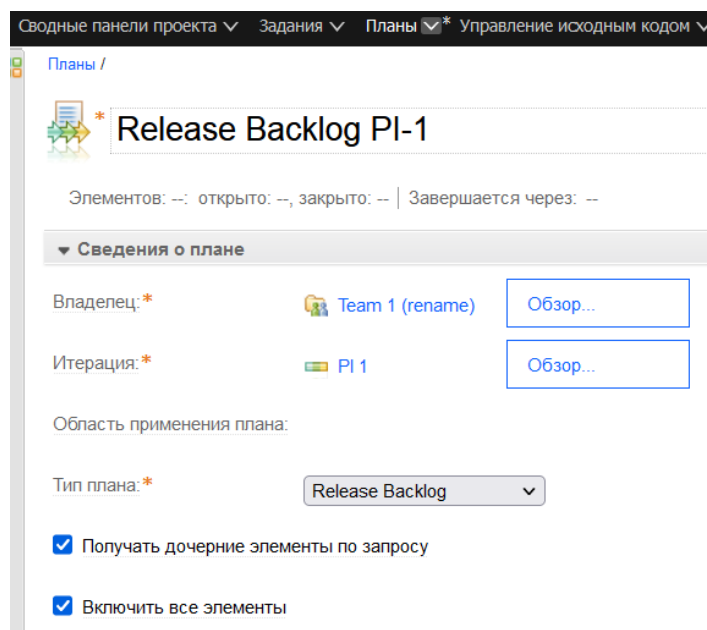 Сводные панели проекта Задания Планы * Управление исходным кодом
Планы /
* Release Backlog PI-1
Элементов: --: открыто: --, закрыто: -- | Завершается через: --
Сведения о плане
Владелец:* Team 1 (rename) Обзор...
Итерация:* PI 1 Обзор...
Область применения плана:
Тип плана:* Release Backlog
Получать дочерние элементы по запросу
Включить все элементы